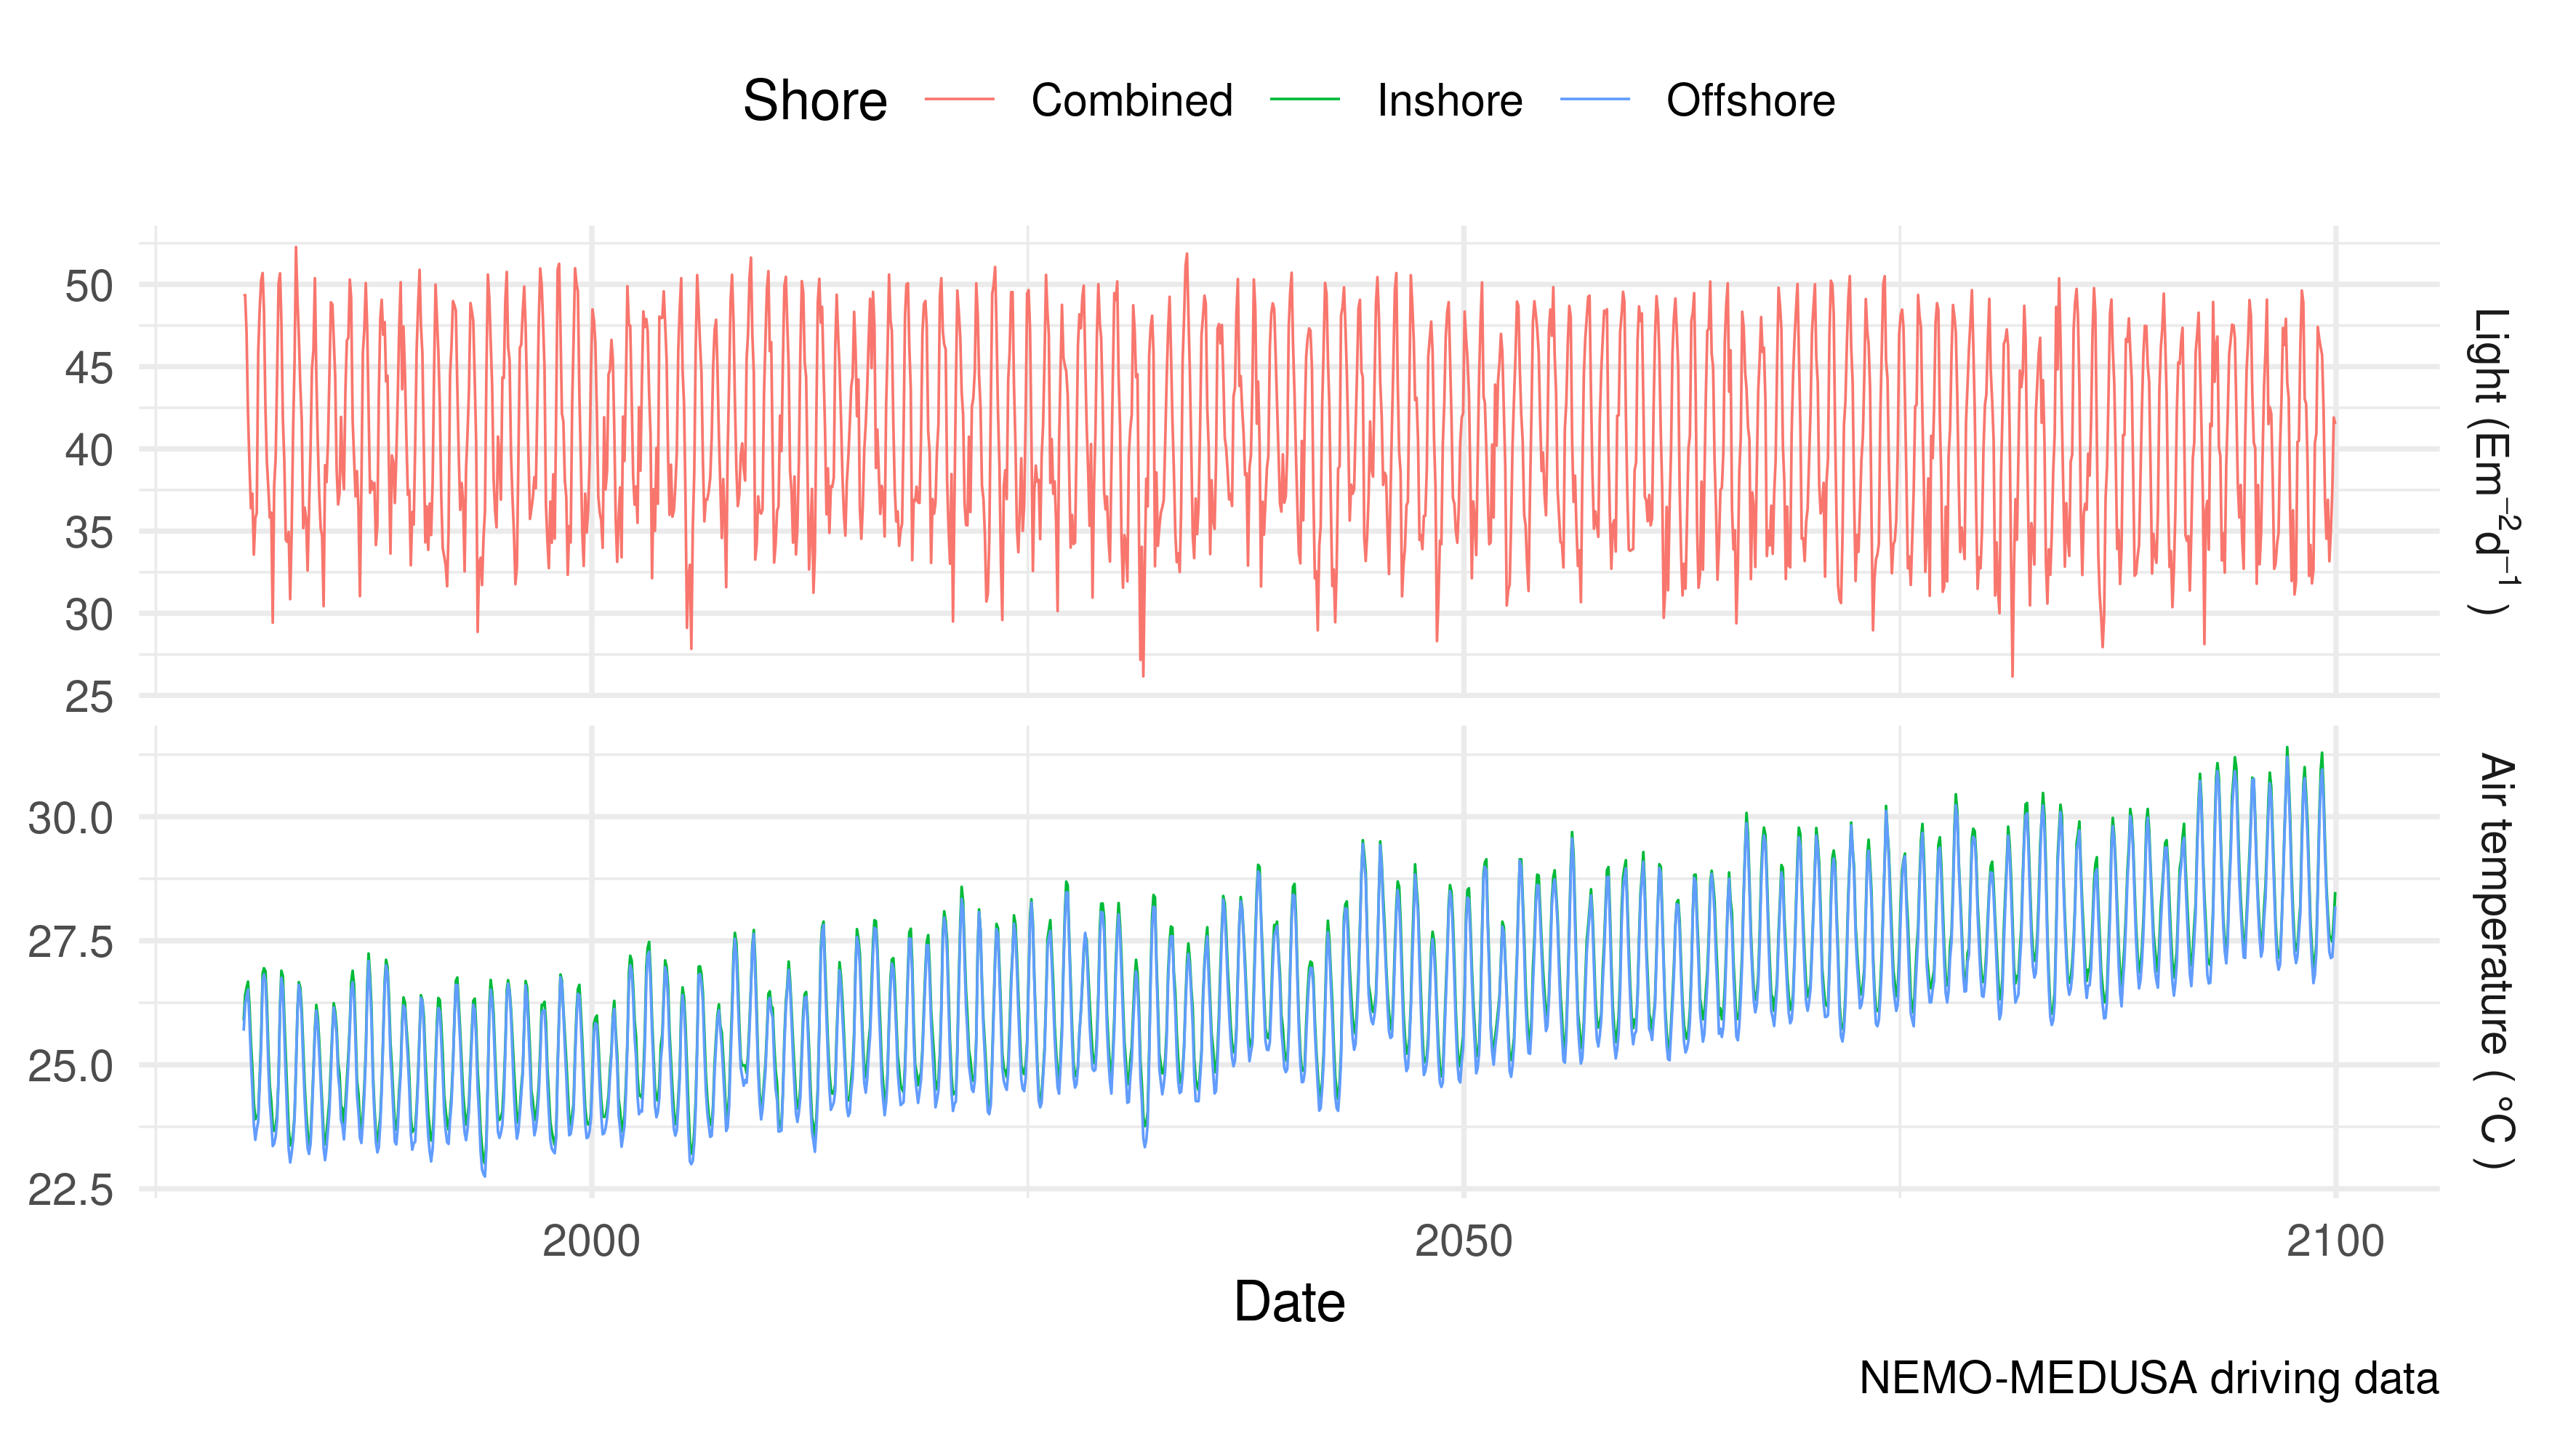 Shore Combined Inshore Offshore
50
45
40
35
30
25
Light (Em⁻²d⁻¹ )
30.0
27.5
25.0
22.5
Air temperature ( °C )
2000 2050 2100
Date
NEMO-MEDUSA driving data